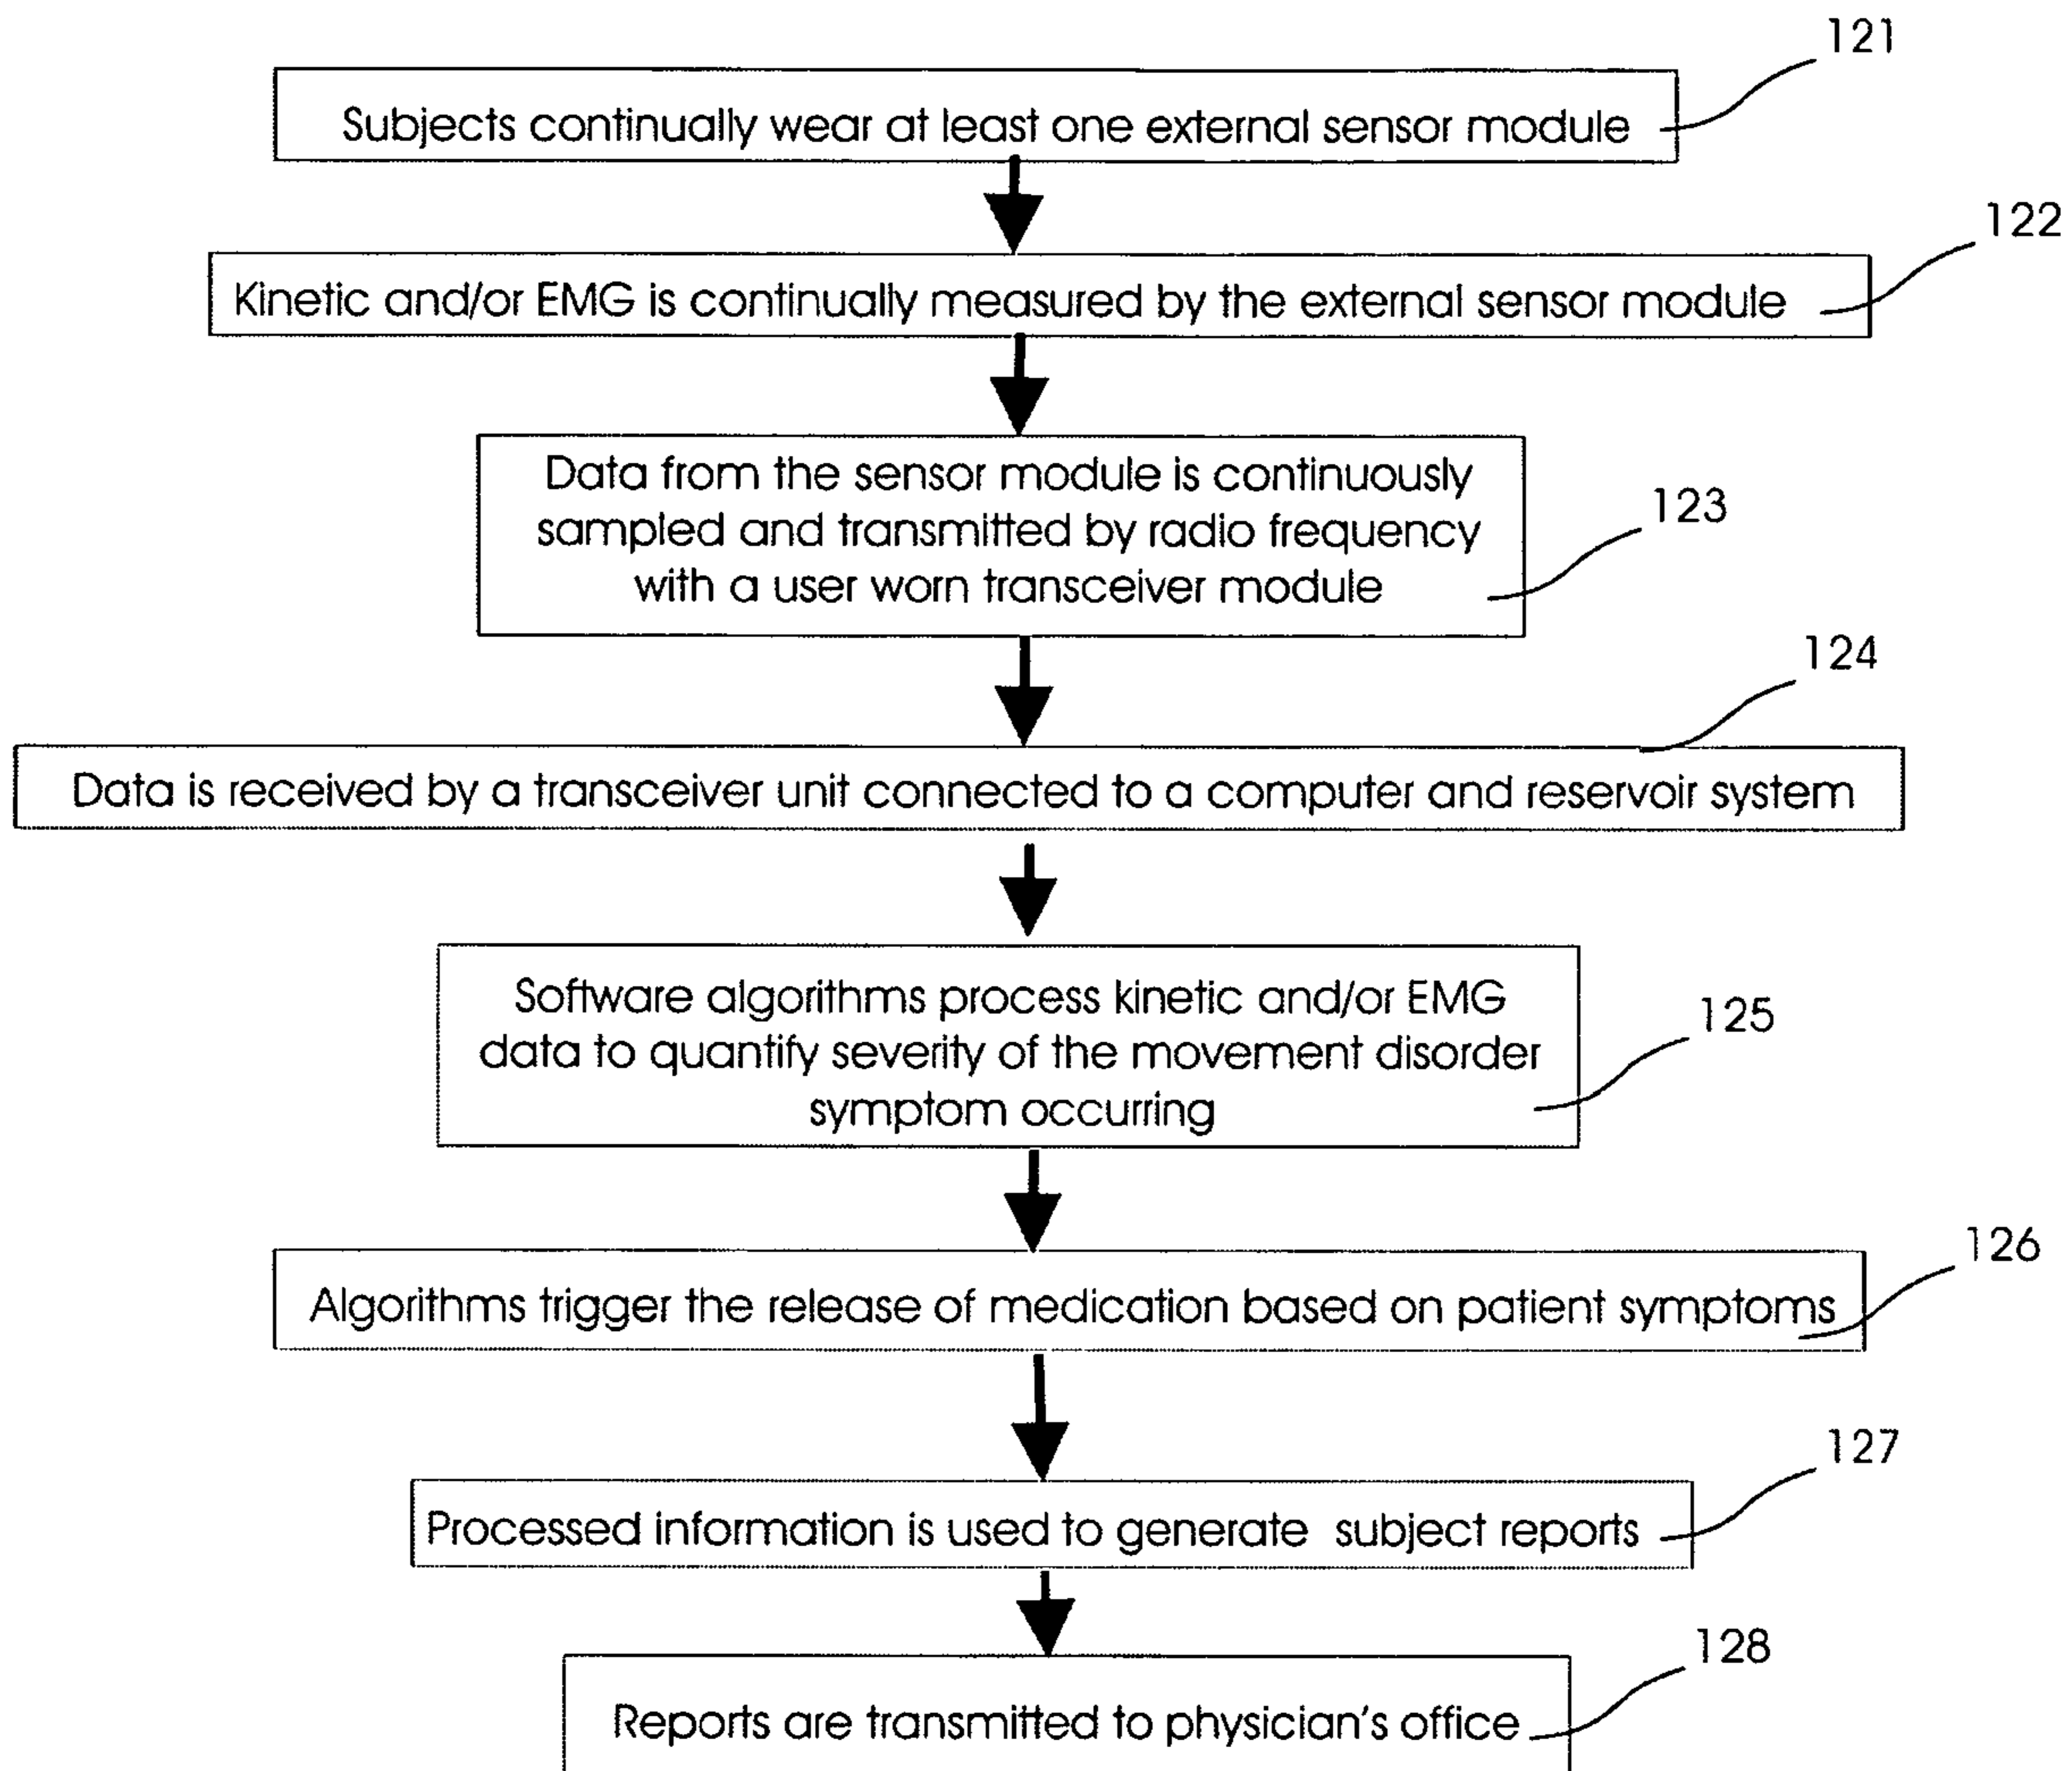 121
Subjects continually wear at least one external sensor module
122
Kinetic and/or EMG is continually measured by the external sensor module
Data from the sensor module is continuously
sampled and transmitted by radio frequency
with a user worn transceiver module
123
124
Data is received by a transceiver unit connected to a computer and reservoir system
Software algorithms process kinetic and/or EMG
data to quantify severity of the movement disorder
symptom occurring
125
126
Algorithms trigger the release of medication based on patient symptoms
127
Processed information is used to generate subject reports
128
Reports are transmitted to physician's office